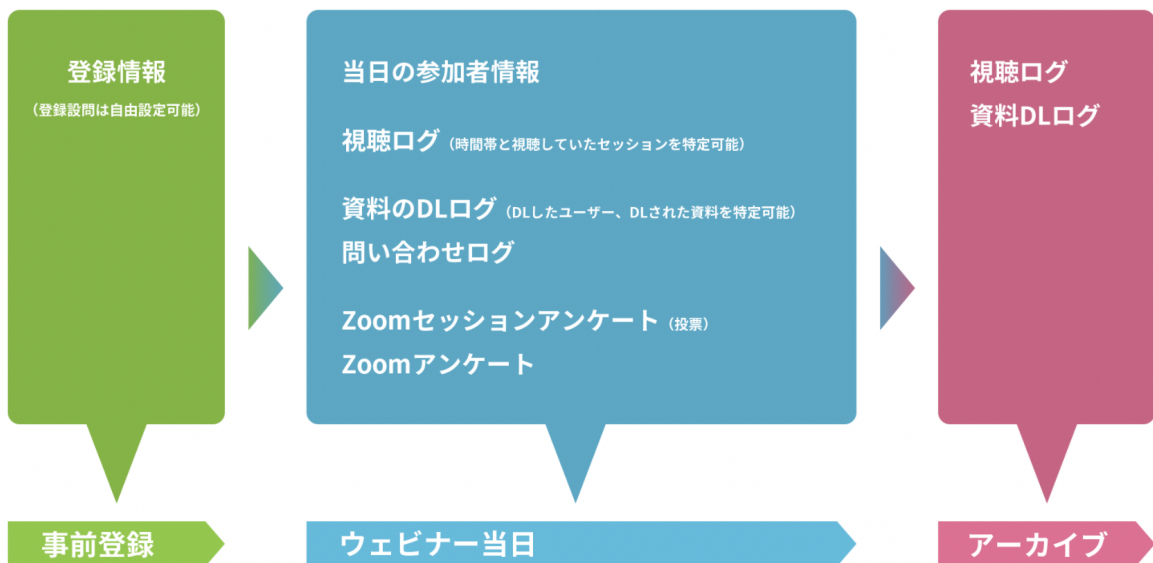 登録情報
（登録設問は自由設定可能）
当日の参加者情報
視聴ログ（時間帯と視聴していたセッションを特定可能）
資料のDLログ（DLしたユーザー、DLされた資料を特定可能）
問い合わせログ
Zoomセッションアンケート（投票）
Zoomアンケート
視聴ログ
資料DLログ
事前登録
ウェビナー当日
アーカイブ